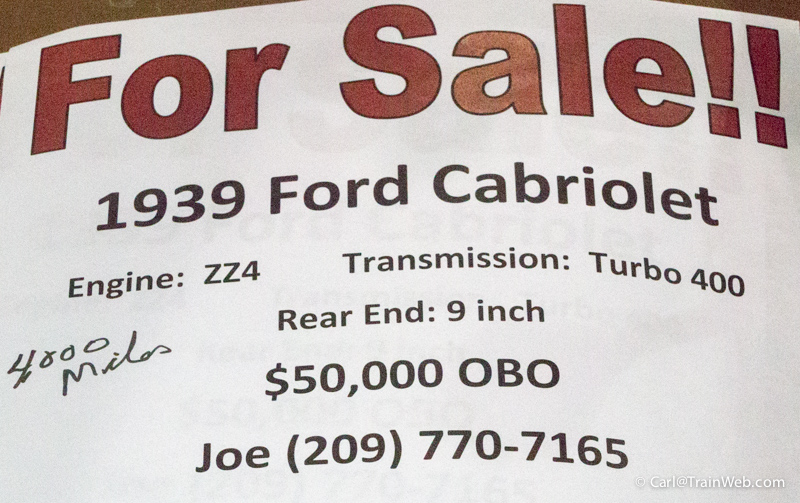 For Sale!!
1939 Ford Cabriolet
Engine: ZZ4 Transmission: Turbo 400
Rear End: 9 inch
4000 Miles
$50,000 OBO
Joe (209) 770-7165
© Carl@TrainWeb.com